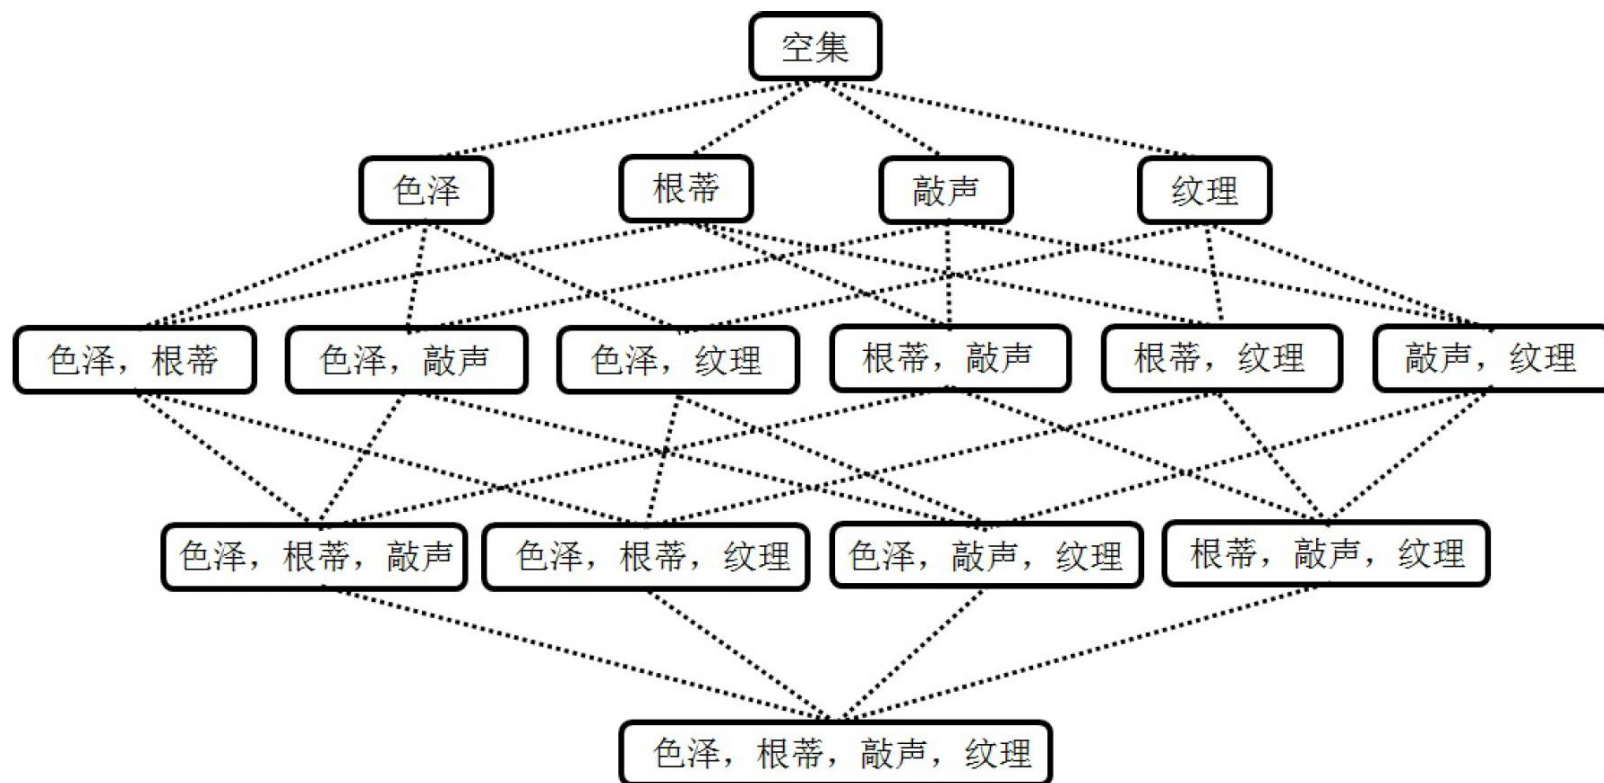 空集
色泽
根蒂
敲声
纹理
色泽，根蒂
色泽，敲声
色泽，纹理
根蒂，敲声
根蒂，纹理
敲声，纹理
色泽，根蒂，敲声
色泽，根蒂，纹理
色泽，敲声，纹理
根蒂，敲声，纹理
色泽，根蒂，敲声，纹理